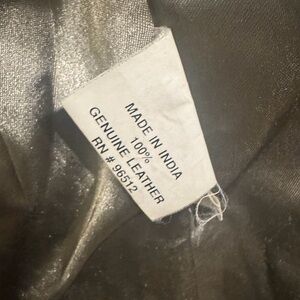 MADE IN INDIA
100%
GENUINE LEATHER
RN # 96512